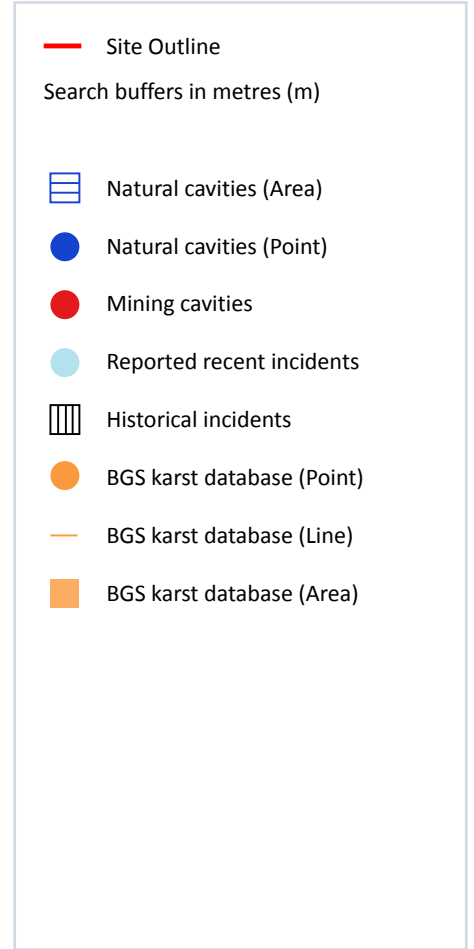 Site Outline
Search buffers in metres (m)
Natural cavities (Area)
Natural cavities (Point)
Mining cavities
Reported recent incidents
Historical incidents
BGS karst database (Point)
BGS karst database (Line)
BGS karst database (Area)